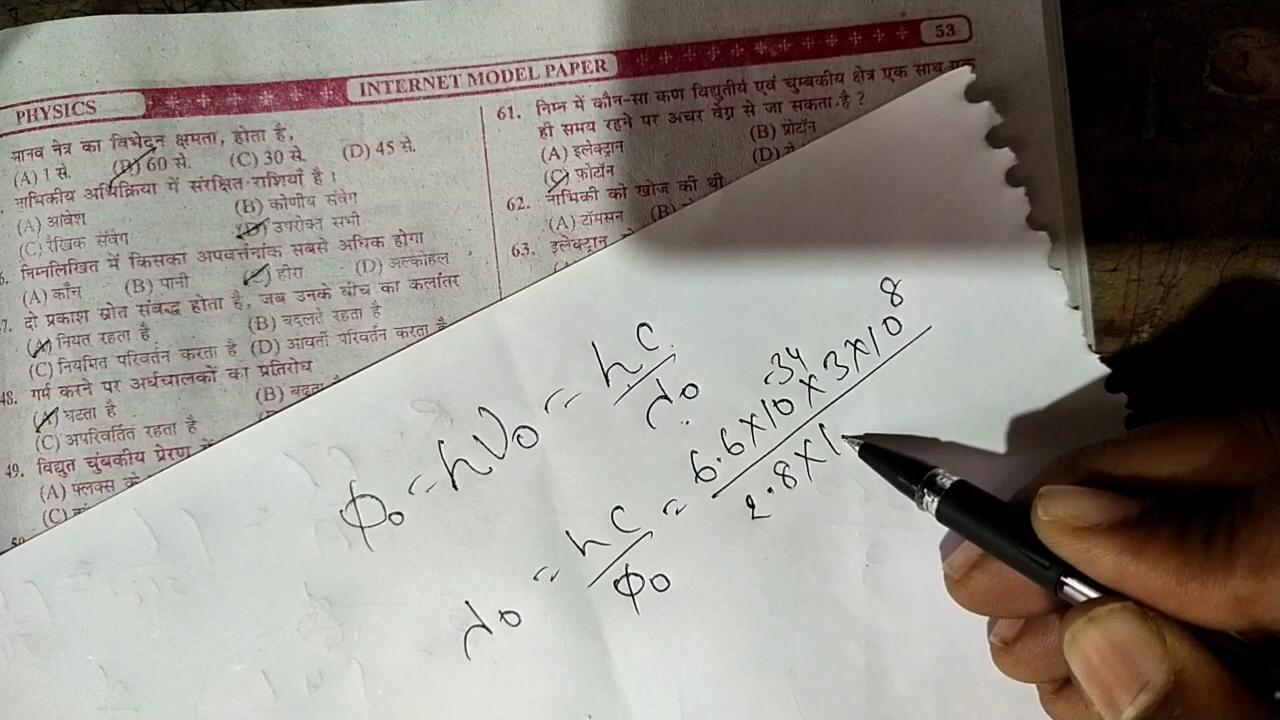 53
PHYSICS
INTERNET MODEL PAPER
मानव नेत्र का विभेदन क्षमता, होता है,
(A) 1 से. (B) 60 से. (C) 30 से. (D) 45 से.
नाभिकीय अभिक्रिया में संरक्षित राशियाँ है ।
(A) आवेश (B) कोणीय संवेग
(C) रैखिक संवेग (D) उपरोक्त सभी
निम्नलिखित में किसका अपवर्त्तनांक सबसे अधिक होगा
(A) काँच (B) पानी (C) हीरा (D) अल्कोहल
7. दो प्रकाश स्रोत संबद्ध होता है, जब उनके बीच का कलांतर
(A) नियत रहता है (B) बदलते रहता है
(C) नियमित परिवर्तन करता है (D) आवर्ती परिवर्तन करता है
48. गर्म करने पर अर्धचालकों का प्रतिरोध
(A) घटता है (B)
(C) अपरिवर्तित रहता है
49. विद्युत चुंबकीय प्रेरण में
(A) फ्लक्स के
(C)
61. निम्न में कौन-सा कण विद्युतीय एवं चुम्बकीय क्षेत्र एक साथ
ही समय रहने पर अचर वेग से जा सकता है ?
(A) इलेक्ट्रान (B) प्रोटॉन
(C) फोटॉन (D)
62. नाभिकी की खोज की थी
(A) टॉमसन (B)
63. इलेक्ट्रान
ϕ₀ = hν₀ = hc/λ₀
λ₀ = hc/ϕ₀ = 6.6×10⁻³⁴×3×10⁸/2.8×1